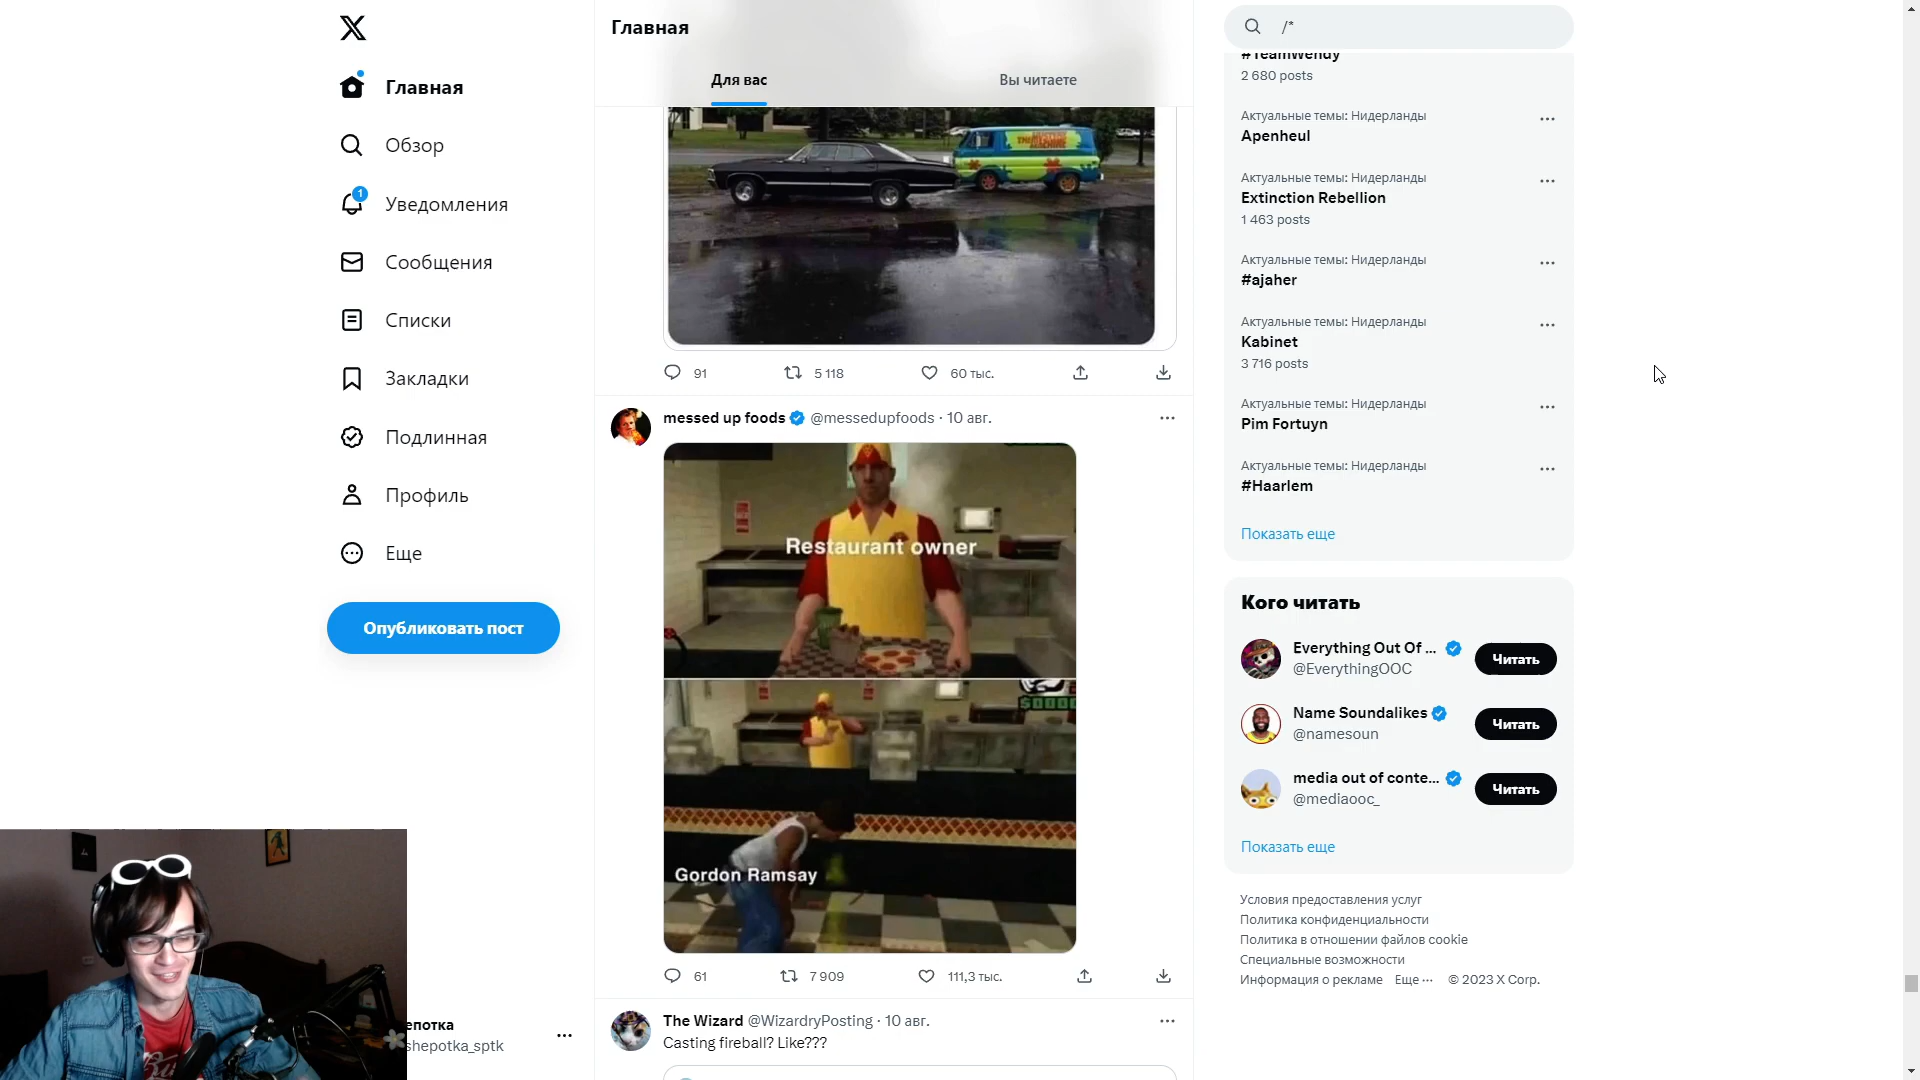 Главная
Обзор
1
Уведомления
Сообщения
Списки
Закладки
Подлинная
Профиль
Еще
Опубликовать пост
епотка
shepotka_sptk
Главная
Для вас
Вы читаете
91
5 118
60 тыс.
messed up foods @messedupfoods · 10 авг.
Restaurant owner
Gordon Ramsay
61
7 909
111,3 тыс.
The Wizard @WizardryPosting · 10 авг.
Casting fireball? Like???
/*
#TeamWendy
2 680 posts
Актуальные темы: Нидерланды
Apenheul
Актуальные темы: Нидерланды
Extinction Rebellion
1 463 posts
Актуальные темы: Нидерланды
#ajaher
Актуальные темы: Нидерланды
Kabinet
3 716 posts
Актуальные темы: Нидерланды
Pim Fortuyn
Актуальные темы: Нидерланды
#Haarlem
Показать еще
Кого читать
Everything Out Of ...
@EverythingOOC
Читать
Name Soundalikes
@namesoun
Читать
media out of conte...
@mediaooc_
Читать
Показать еще
Условия предоставления услуг
Политика конфиденциальности
Политика в отношении файлов cookie
Специальные возможности
Информация о рекламе Еще ··· © 2023 X Corp.